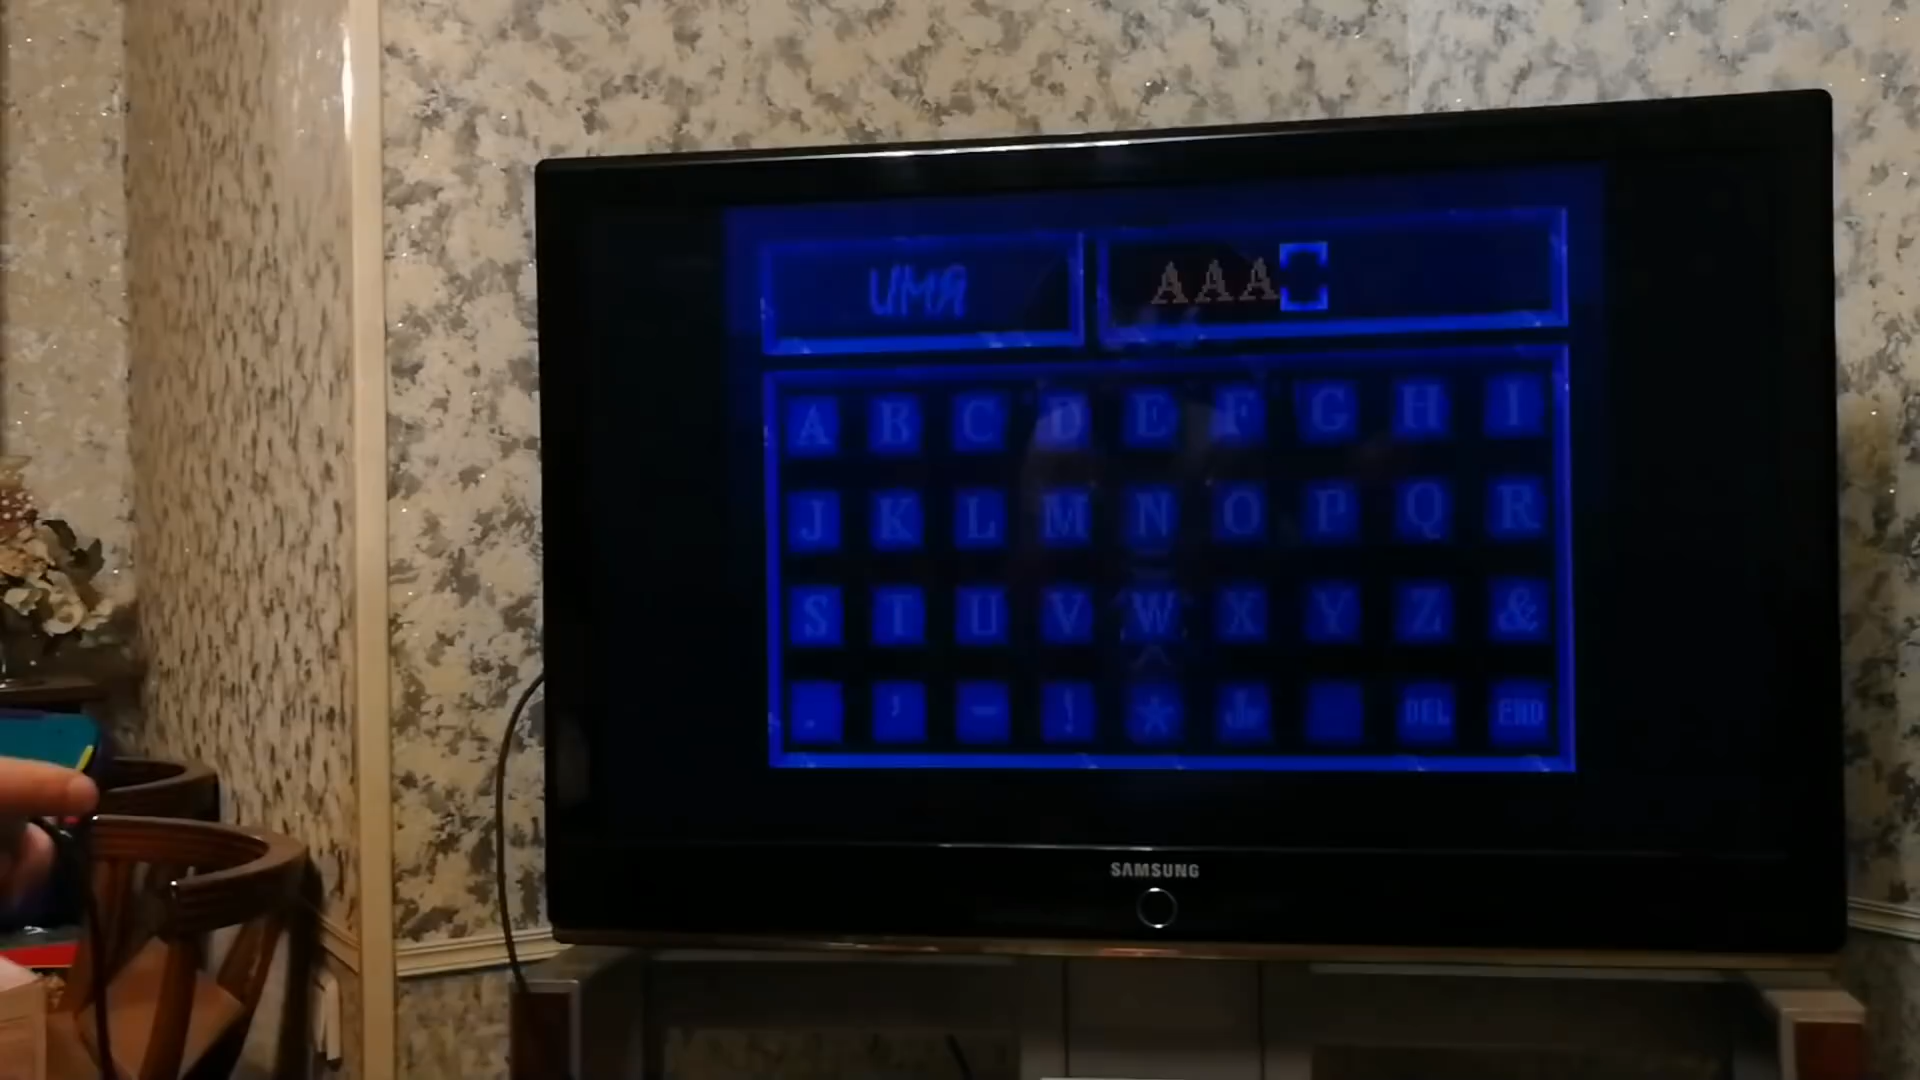 ИМЯ
AAA
A B C D E F G H I
J K L M N O P Q R
S T U V W X Y Z &
. ' - ! ★ DEL END
SAMSUNG